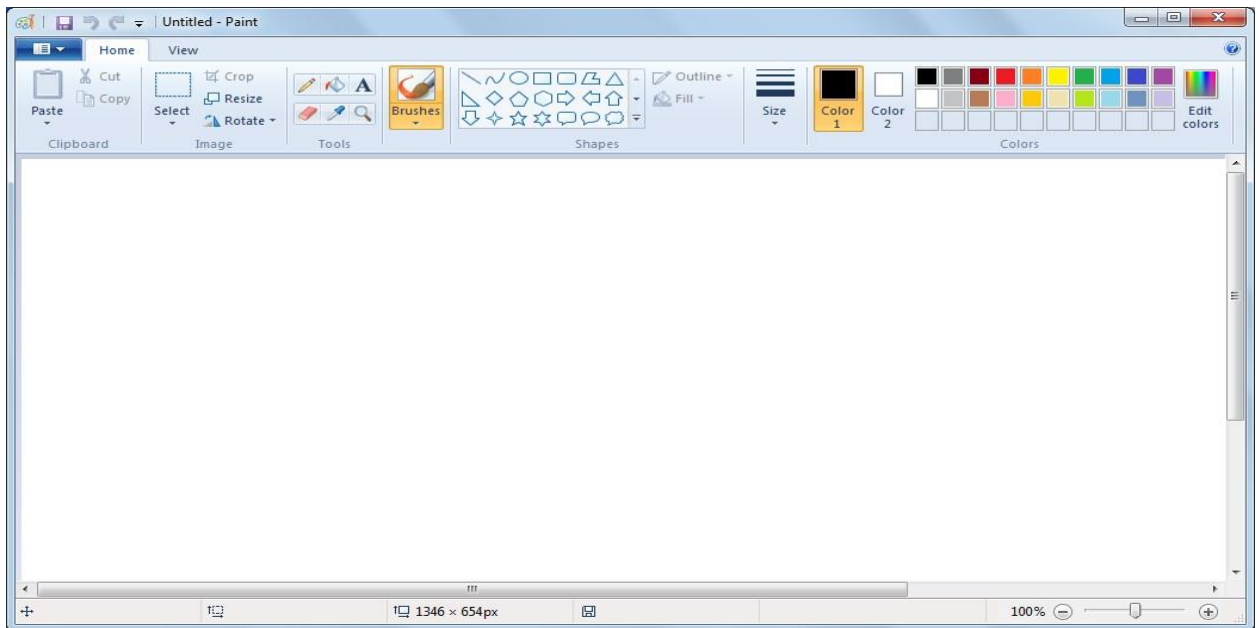 Untitled - Paint
Home View
Cut Crop Outline
Copy Resize Fill
Paste Select Rotate Brushes Size Color 1 Color 2 Edit colors
Clipboard Image Tools Shapes Colors
1346 × 654px 100%